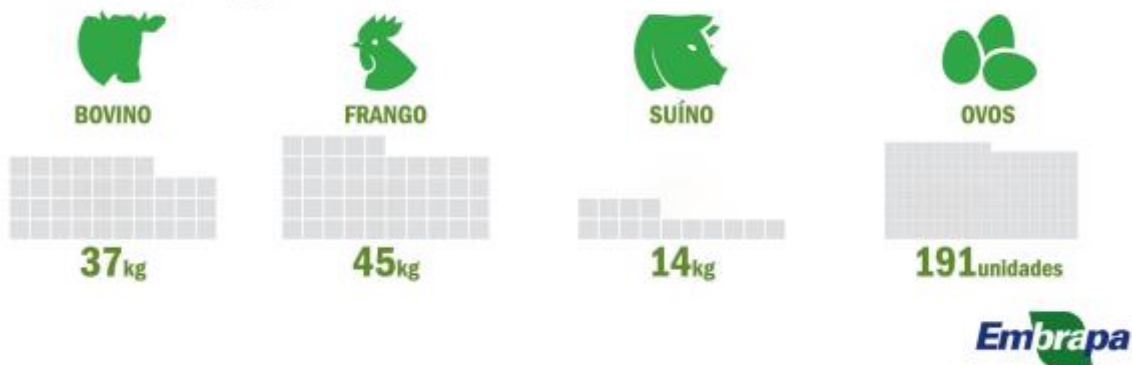 BOVINO
FRANGO
SUÍNO
OVOS
37kg
45kg
14kg
191unidades
Embrapa